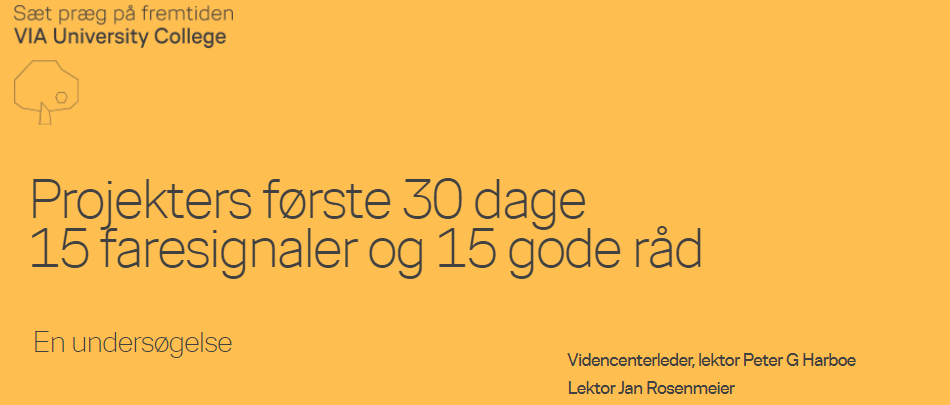 Sæt præg på fremtiden
VIA University College
Projekters første 30 dage
15 faresignaler og 15 gode råd
En undersøgelse
Videncenterleder, lektor Peter G Harboe
Lektor Jan Rosenmeier